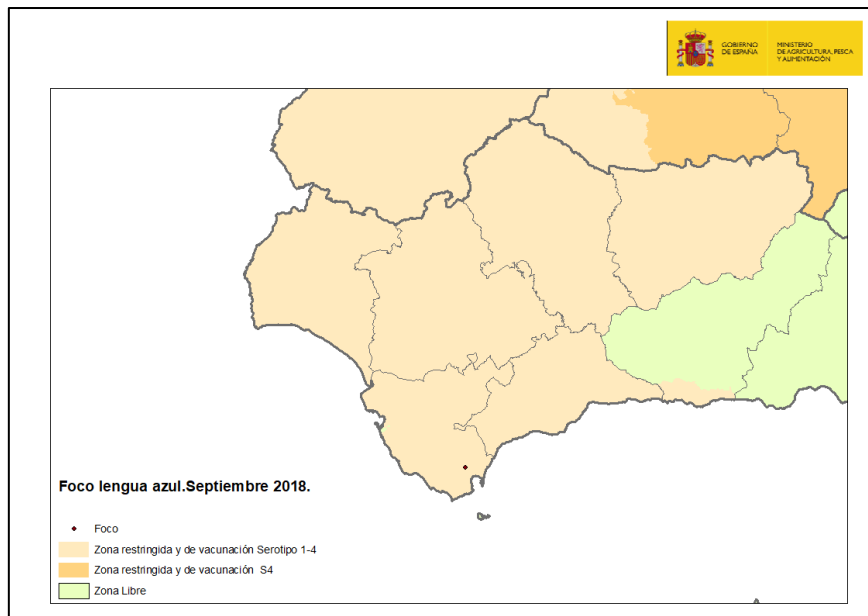 GOBIERNO
DE ESPAÑA
MINISTERIO
DE AGRICULTURA, PESCA
Y ALIMENTACIÓN
Foco lengua azul.Septiembre 2018.
Foco
Zona restringida y de vacunación Serotipo 1-4
Zona restringida y de vacunación S4
Zona Libre